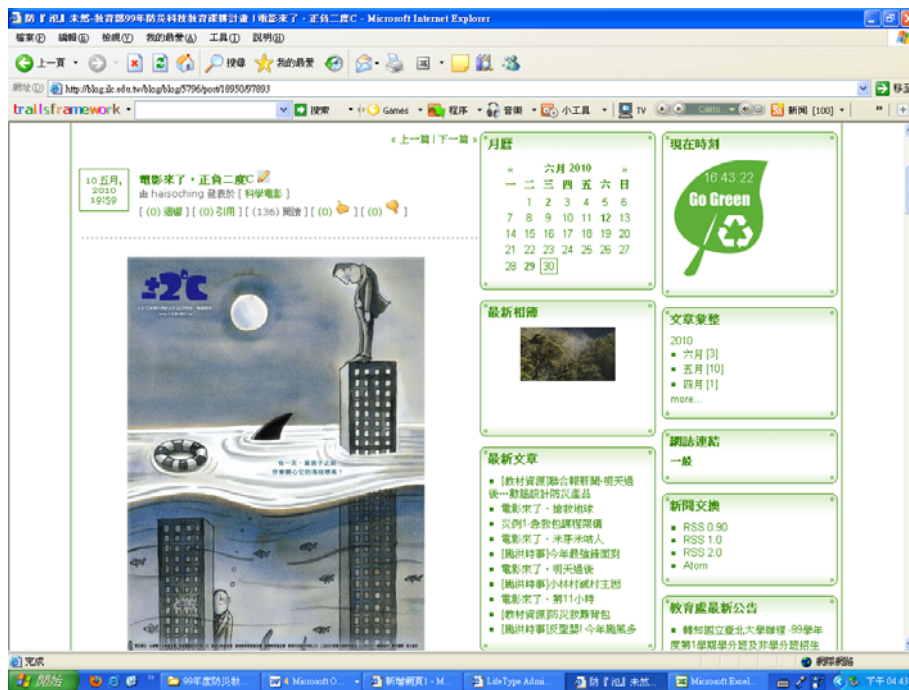 防『汎』未然-教育部99年防災科技教育深耕計畫 | 電影來了，正負二度C - Microsoft Internet Explorer
檔案(F) 編輯(E) 檢視(V) 我的最愛(A) 工具(T) 說明(H)
上一頁 搜尋 我的最愛
網址(D) http://blog.ilc.edu.tw/blog/blog/5796/post/18950/97893 移至
trailsframework 搜索 Games 程序 音樂 小工具 TV 新闻 [100]
« 上一篇 | 下一篇 »
10 五月,
2010
19:59
電影來了，正負二度C
由 haisoching 發表於 [ 科學電影 ]
[ (0) 迴響 ] [ (0) 引用 ] [ (136) 閱讀 ] [ (0) ] [ (0) ]
±2°C
有一天，當房子之前
月曆
« 六月 2010 »
一 二 三 四 五 六 日
1 2 3 4 5 6
7 8 9 10 11 12 13
14 15 16 17 18 19 20
21 22 23 24 25 26 27
28 29 30
最新相簿
最新文章
[教材資源]聯合報新聞-明天過
後…動腦設計防災產品
電影來了，搶救地球
災例1-急救包課程架構
電影來了，米芽米咕人
[颱洪時事]今年最強鋒面到
電影來了，明天過後
[颱洪時事]小林村滅村主因
電影來了，第11小時
[教材資源]防災救難背包
[颱洪時事]反聖嬰! 今年颱風多
現在時刻
16:43:22
Go Green
文章彙整
2010
六月 [3]
五月 [10]
四月 [1]
more...
網誌連結
一般
新聞交換
RSS 0.90
RSS 1.0
RSS 2.0
Atom
教育處最新公告
轉知國立臺北大學辦理 -99學年
度第1學期學分班及非學分班招生
完成 網際網路
開始 99年度防災教... 4 Microsoft O... 新增網頁1 - M... LifeType Admi... 防『汎』未然... Microsoft Excel... 下午 04:43